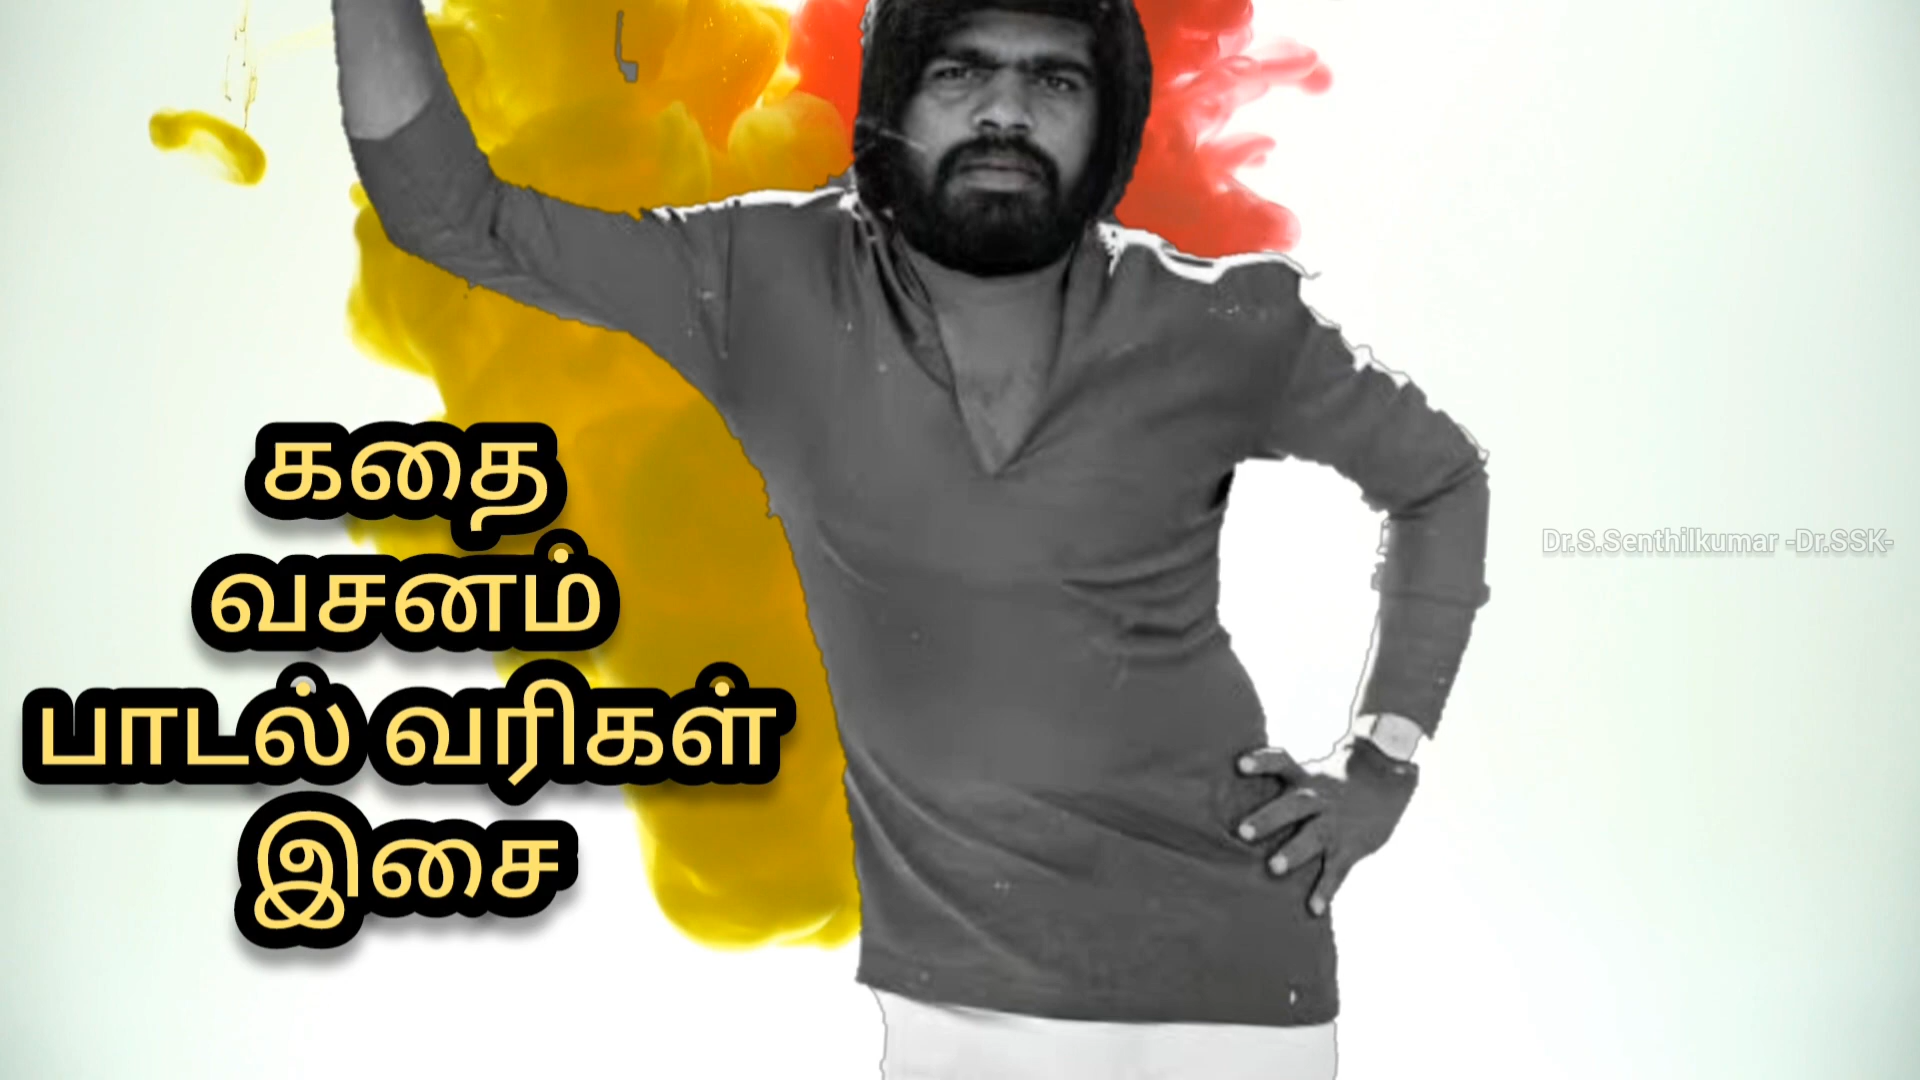 கதை
வசனம்
பாடல் வரிகள்
இசை
Dr.S.Senthilkumar -Dr.SSK-